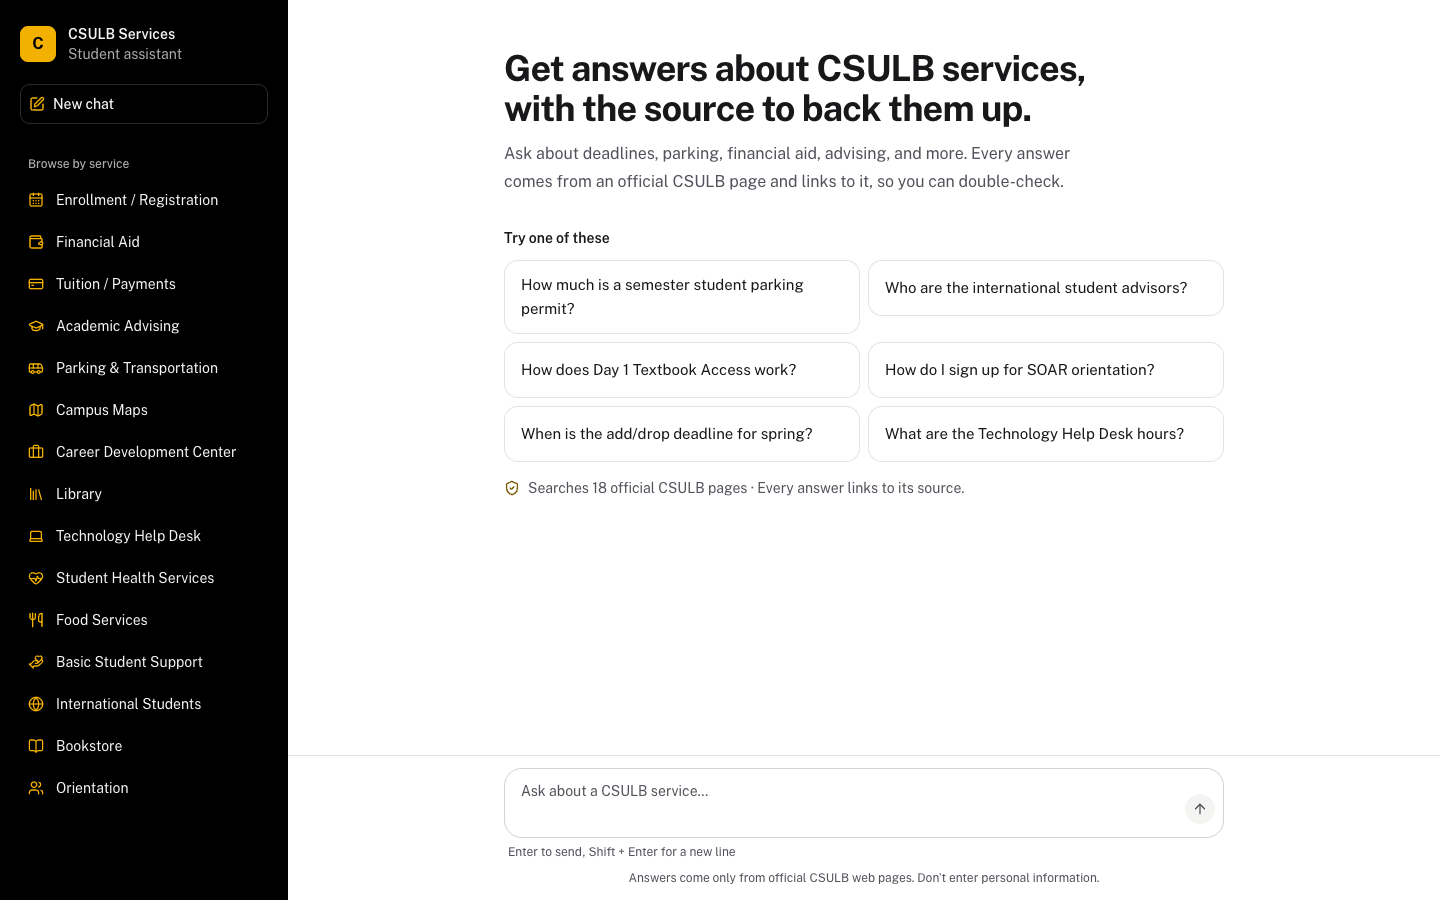 C
CSULB Services
Student assistant
New chat
Browse by service
Enrollment / Registration
Financial Aid
Tuition / Payments
Academic Advising
Parking & Transportation
Campus Maps
Career Development Center
Library
Technology Help Desk
Student Health Services
Food Services
Basic Student Support
International Students
Bookstore
Orientation
Get answers about CSULB services,
with the source to back them up.
Ask about deadlines, parking, financial aid, advising, and more. Every answer
comes from an official CSULB page and links to it, so you can double-check.
Try one of these
How much is a semester student parking
permit?
Who are the international student advisors?
How does Day 1 Textbook Access work?
How do I sign up for SOAR orientation?
When is the add/drop deadline for spring?
What are the Technology Help Desk hours?
Searches 18 official CSULB pages · Every answer links to its source.
Ask about a CSULB service...
Enter to send, Shift + Enter for a new line
Answers come only from official CSULB web pages. Don't enter personal information.